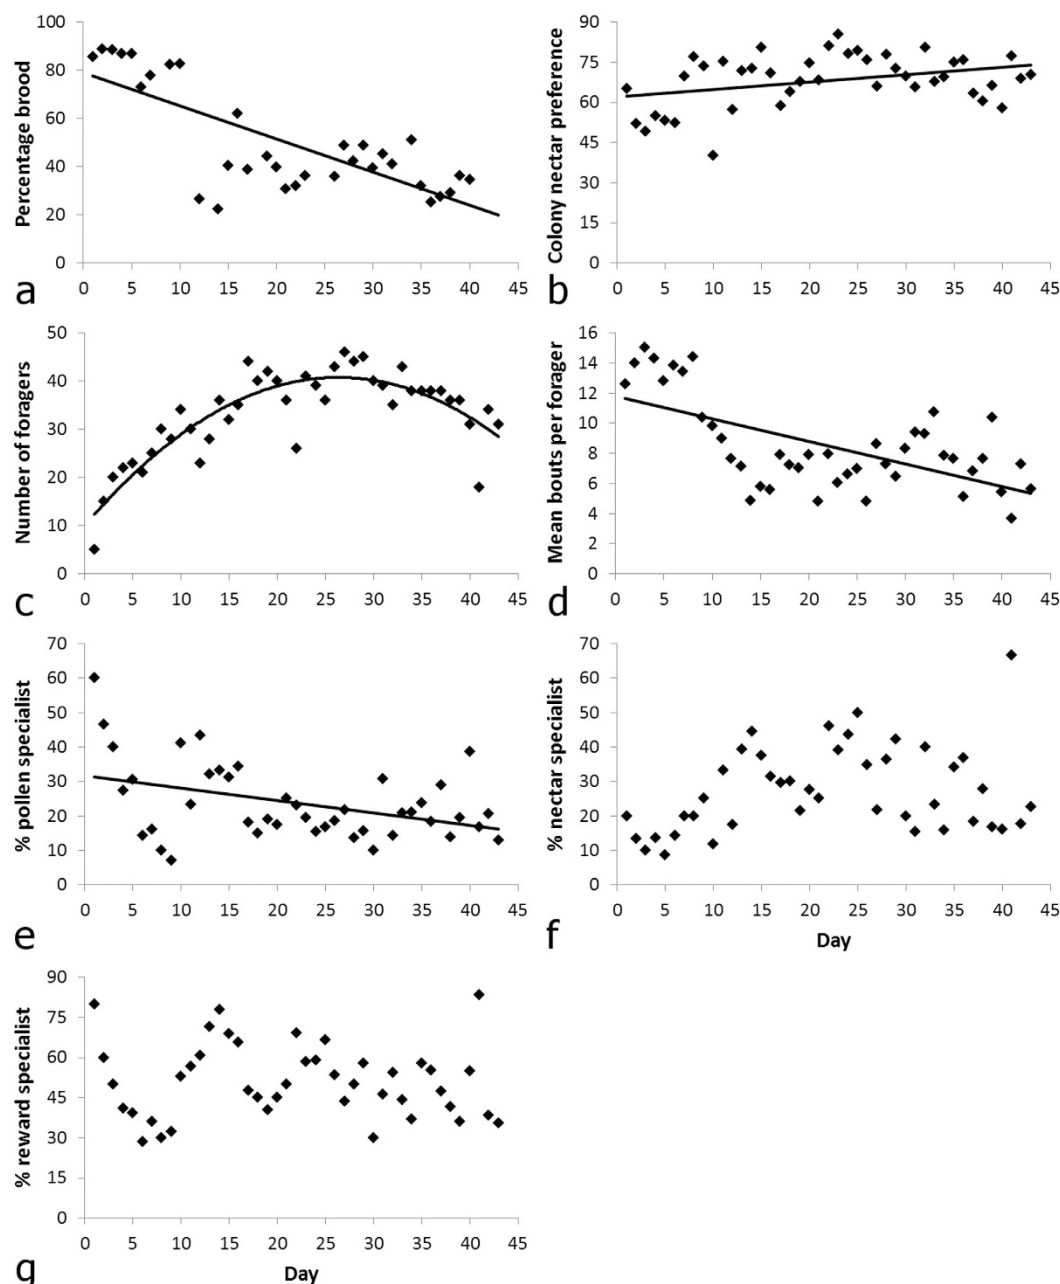 Percentage brood
100
80
60
40
20
0
0 5 10 15 20 25 30 35 40 45
a
Colony nectar preference
90
75
60
45
30
15
0
0 5 10 15 20 25 30 35 40 45
b
Number of foragers
50
40
30
20
10
0
0 5 10 15 20 25 30 35 40 45
c
Mean bouts per forager
16
14
12
10
8
6
4
2
0
0 5 10 15 20 25 30 35 40 45
d
% pollen specialist
70
60
50
40
30
20
10
0
0 5 10 15 20 25 30 35 40 45
e
% nectar specialist
70
60
50
40
30
20
10
0
0 5 10 15 20 25 30 35 40 45
Day
f
% reward specialist
90
75
60
45
30
15
0
0 5 10 15 20 25 30 35 40 45
Day
g